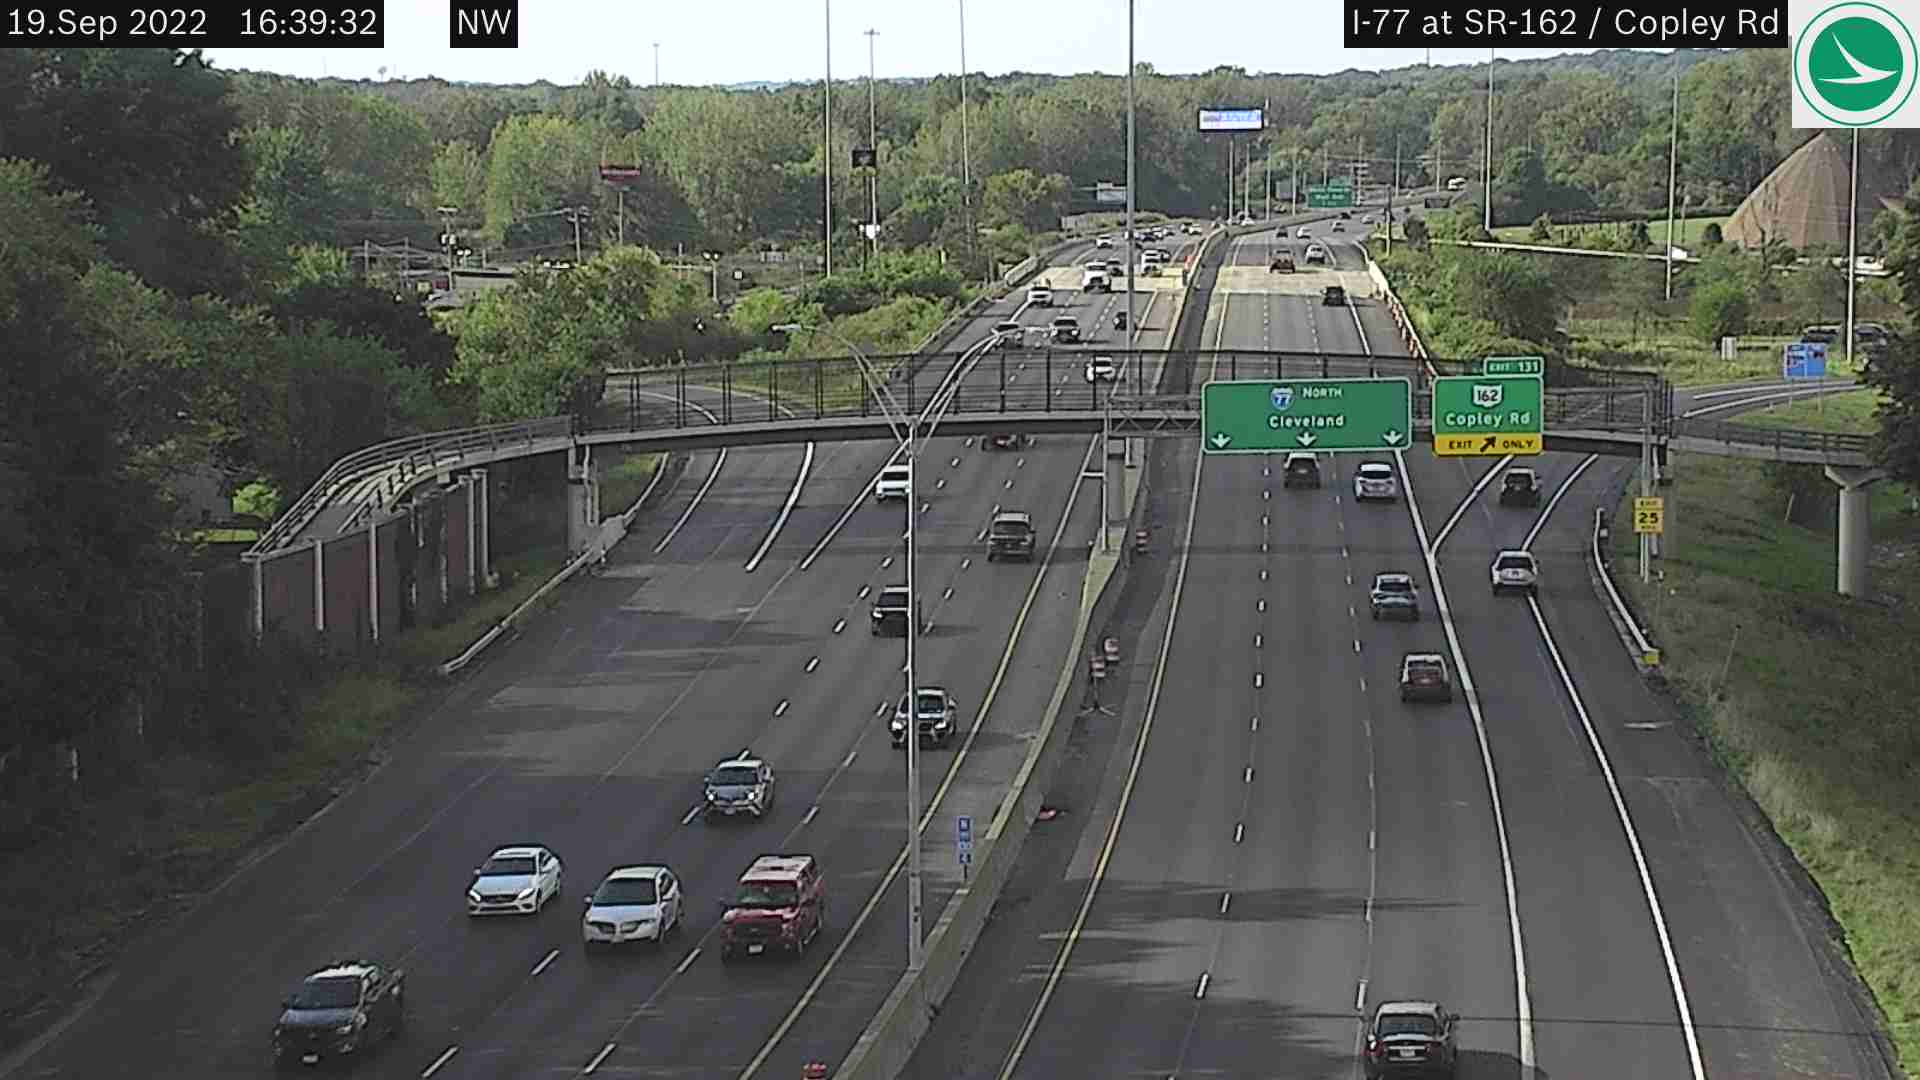 19.Sep 2022 16:39:32
NW
I-77 at SR-162 / Copley Rd
EXIT 131
77 NORTH
Cleveland
162
Copley Rd
EXIT ONLY
EXIT
25